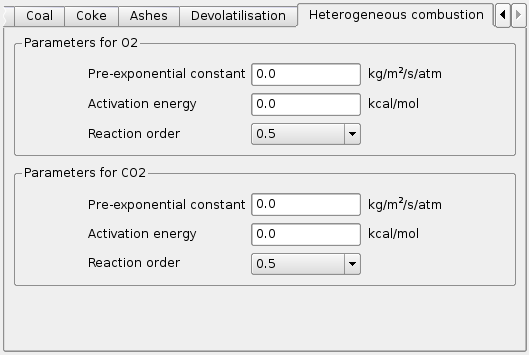 Coal Coke Ashes Devolatilisation Heterogeneous combustion
Parameters for O2
Pre-exponential constant 0.0 kg/m²/s/atm
Activation energy 0.0 kcal/mol
Reaction order 0.5
Parameters for CO2
Pre-exponential constant 0.0 kg/m²/s/atm
Activation energy 0.0 kcal/mol
Reaction order 0.5